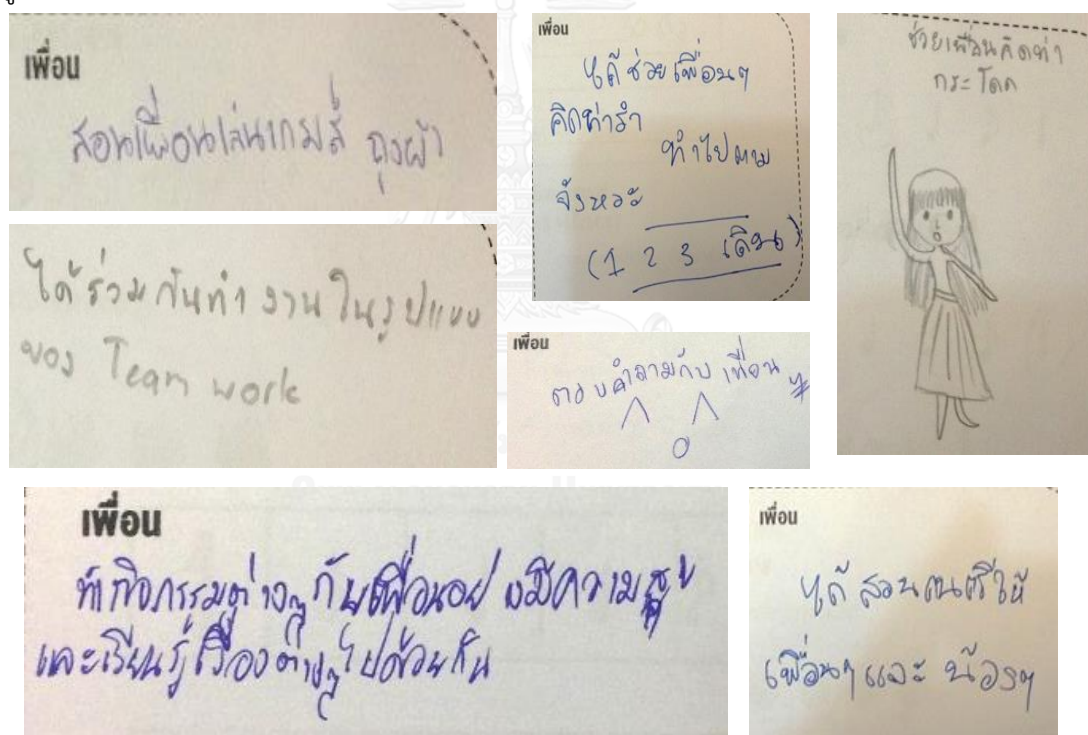 เพื่อน
สอนเพื่อนเล่นเกมส์ ถุงผ้า
เพื่อน
ได้ช่วยเพื่อนๆ
คิดท่ารำ
ทำไปตาม
จังหวะ
(1 2 3 เดิน)
ช่วยเพื่อนคิดท่า
กระโดด
ได้ร่วมกันทำงานในรูปแบบ
ของ Team work
เพื่อน
ตอบคำถามกับเพื่อน ๆ
เพื่อน
ทำกิจกรรมต่างๆ กับเพื่อนอย่างมีความสุข
และเรียนรู้เรื่องต่างๆ ไปด้วยกัน
เพื่อน
ได้สอนดนตรีให้
เพื่อนๆ และ น้องๆ